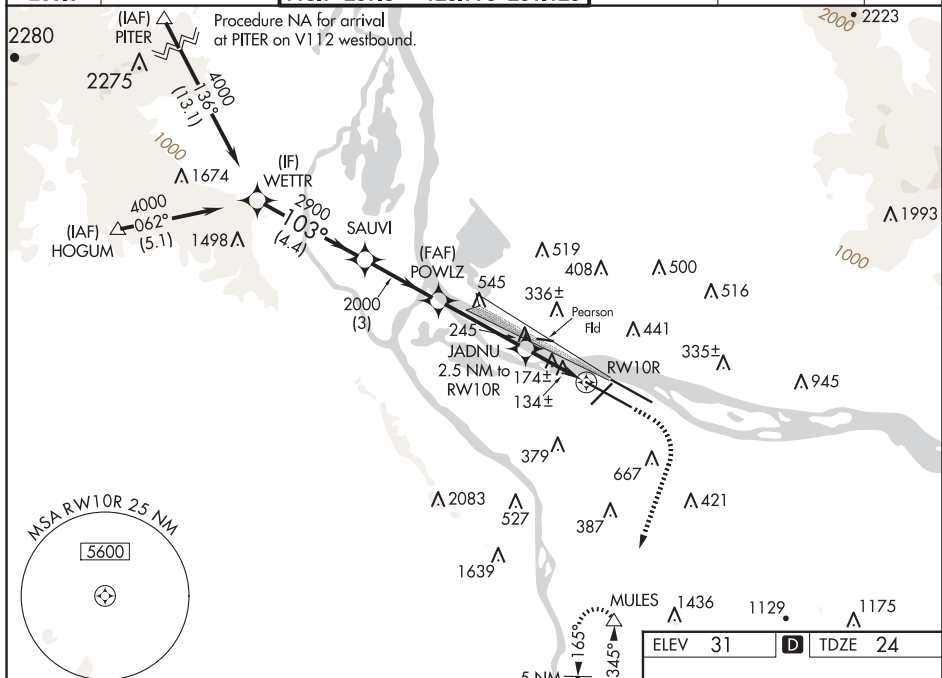 (IAF)
PITER
Procedure NA for arrival
at PITER on V112 westbound.
2280
2275
2000
2223
4000
136°
(13.1)
1000
1674
(IF)
WETTR
4000
062°
(5.1)
(IAF)
HOGUM
1498
2900
103°
(4.4)
SAUVI
1993
1000
(FAF)
POWLZ
2000
(3)
519
408
500
545
336±
516
Pearson
Fld
245
441
JADNU
2.5 NM to
RW10R
174±
134±
RW10R
335±
945
379
667
2083
527
387
421
1639
MSA RW10R 25 NM
5600
MULES
1436
1129
1175
165°
345°
5 NM
ELEV 31
D
TDZE 24